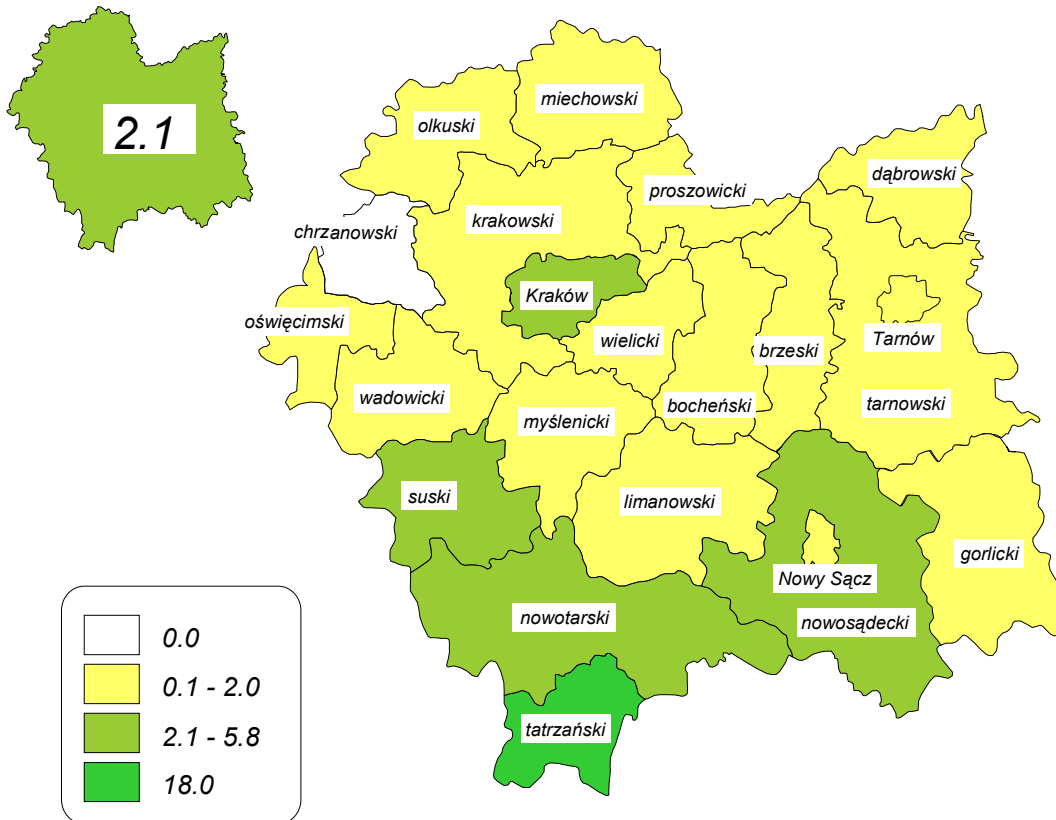 2.1
miechowski
olkuski
dąbrowski
proszowicki
krakowski
chrzanowski
Kraków
oświęcimski
Tarnów
wielicki
brzeski
wadowicki
bocheński
tarnowski
myślenicki
suski
limanowski
gorlicki
Nowy Sącz
nowotarski
nowosądecki
tatrzański
0.0
0.1 - 2.0
2.1 - 5.8
18.0